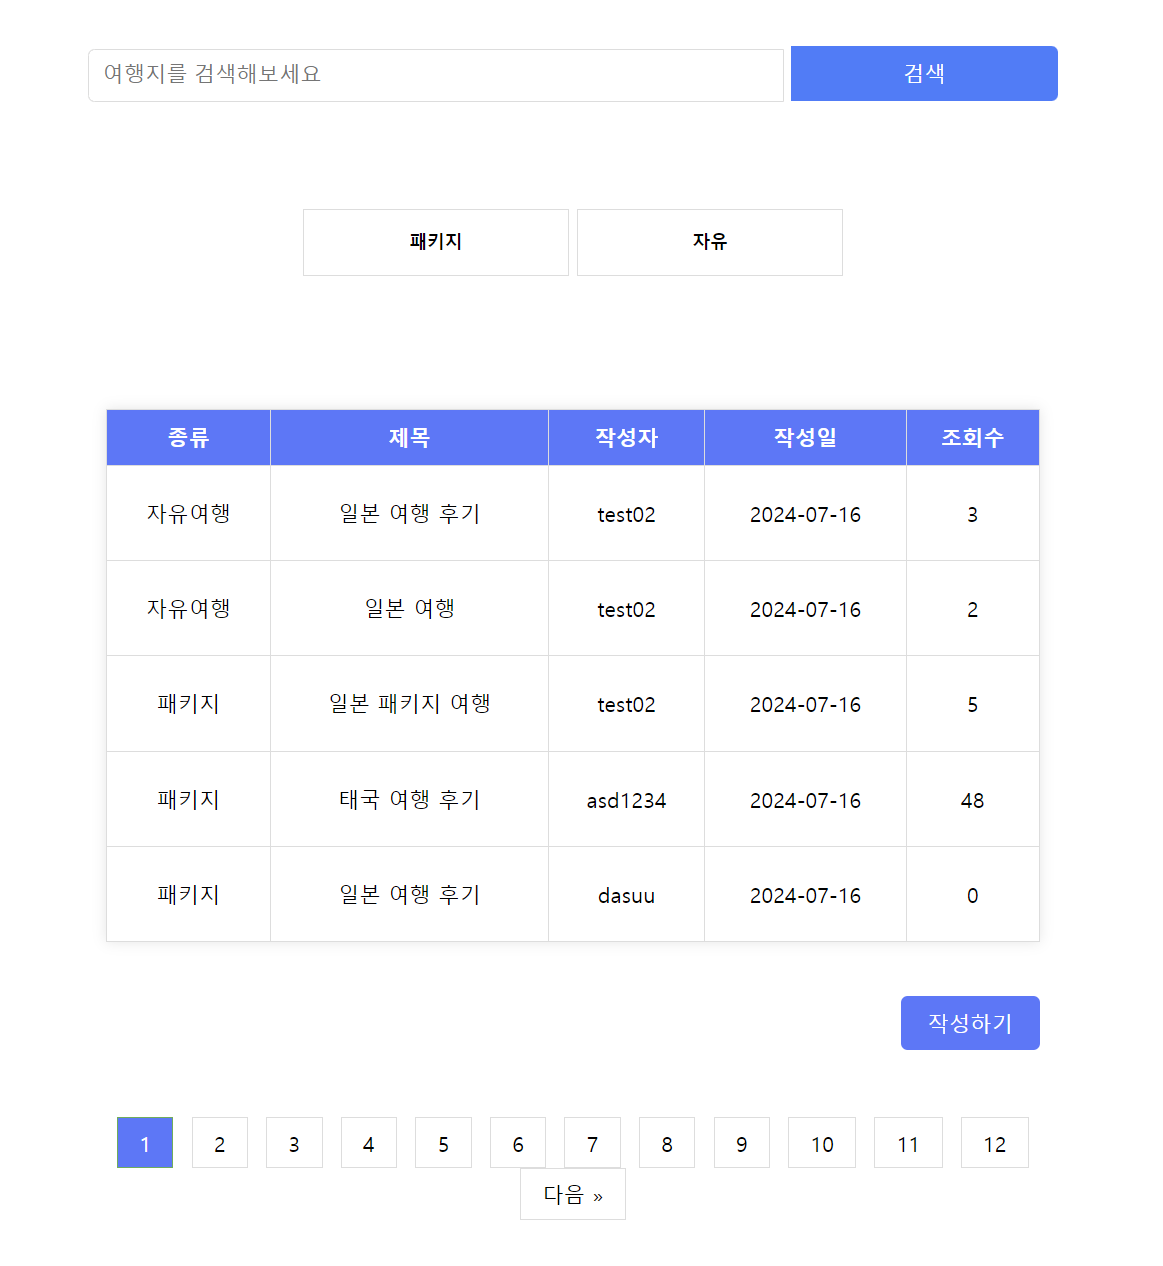 여행지를 검색해보세요 검색
패키지 자유
종류 제목 작성자 작성일 조회수
자유여행 일본 여행 후기 test02 2024-07-16 3
자유여행 일본 여행 test02 2024-07-16 2
패키지 일본 패키지 여행 test02 2024-07-16 5
패키지 태국 여행 후기 asd1234 2024-07-16 48
패키지 일본 여행 후기 dasuu 2024-07-16 0
작성하기
1 2 3 4 5 6 7 8 9 10 11 12
다음 »